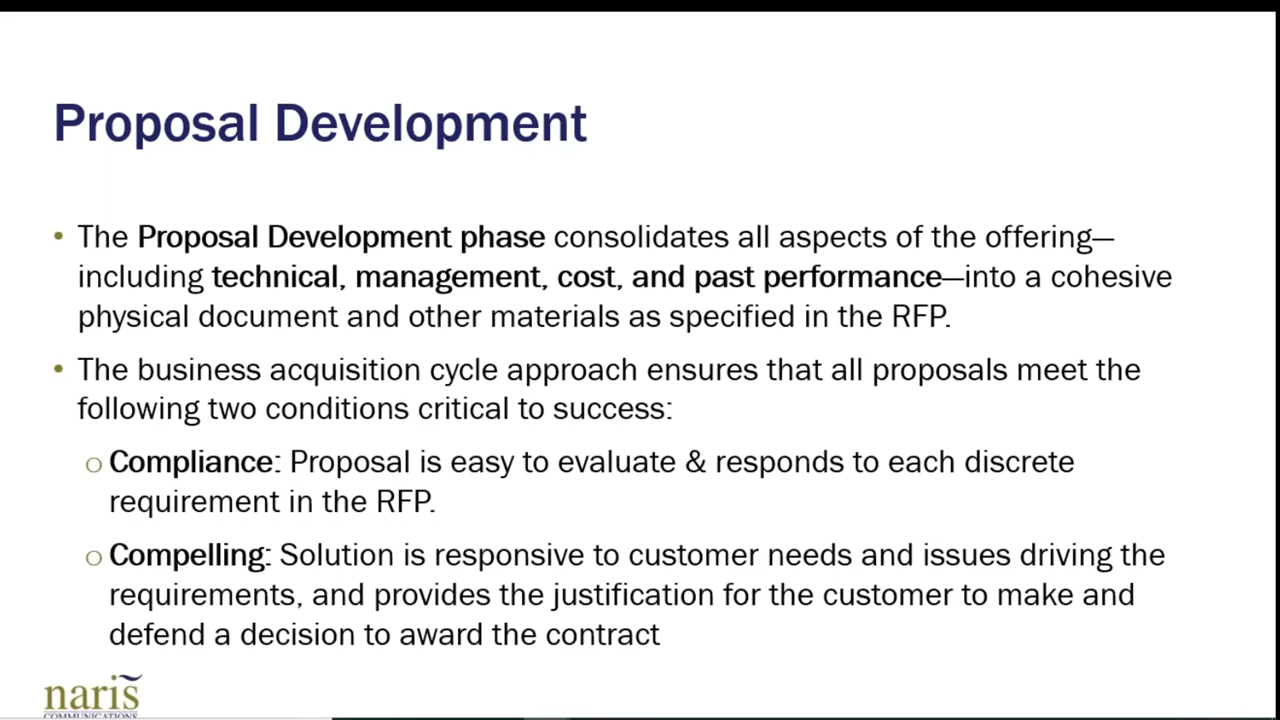 Proposal Development
• The Proposal Development phase consolidates all aspects of the offering—
including technical, management, cost, and past performance—into a cohesive
physical document and other materials as specified in the RFP.
• The business acquisition cycle approach ensures that all proposals meet the
following two conditions critical to success:
o Compliance: Proposal is easy to evaluate & responds to each discrete
requirement in the RFP.
o Compelling: Solution is responsive to customer needs and issues driving the
requirements, and provides the justification for the customer to make and
defend a decision to award the contract
naris
COMMUNICATIONS